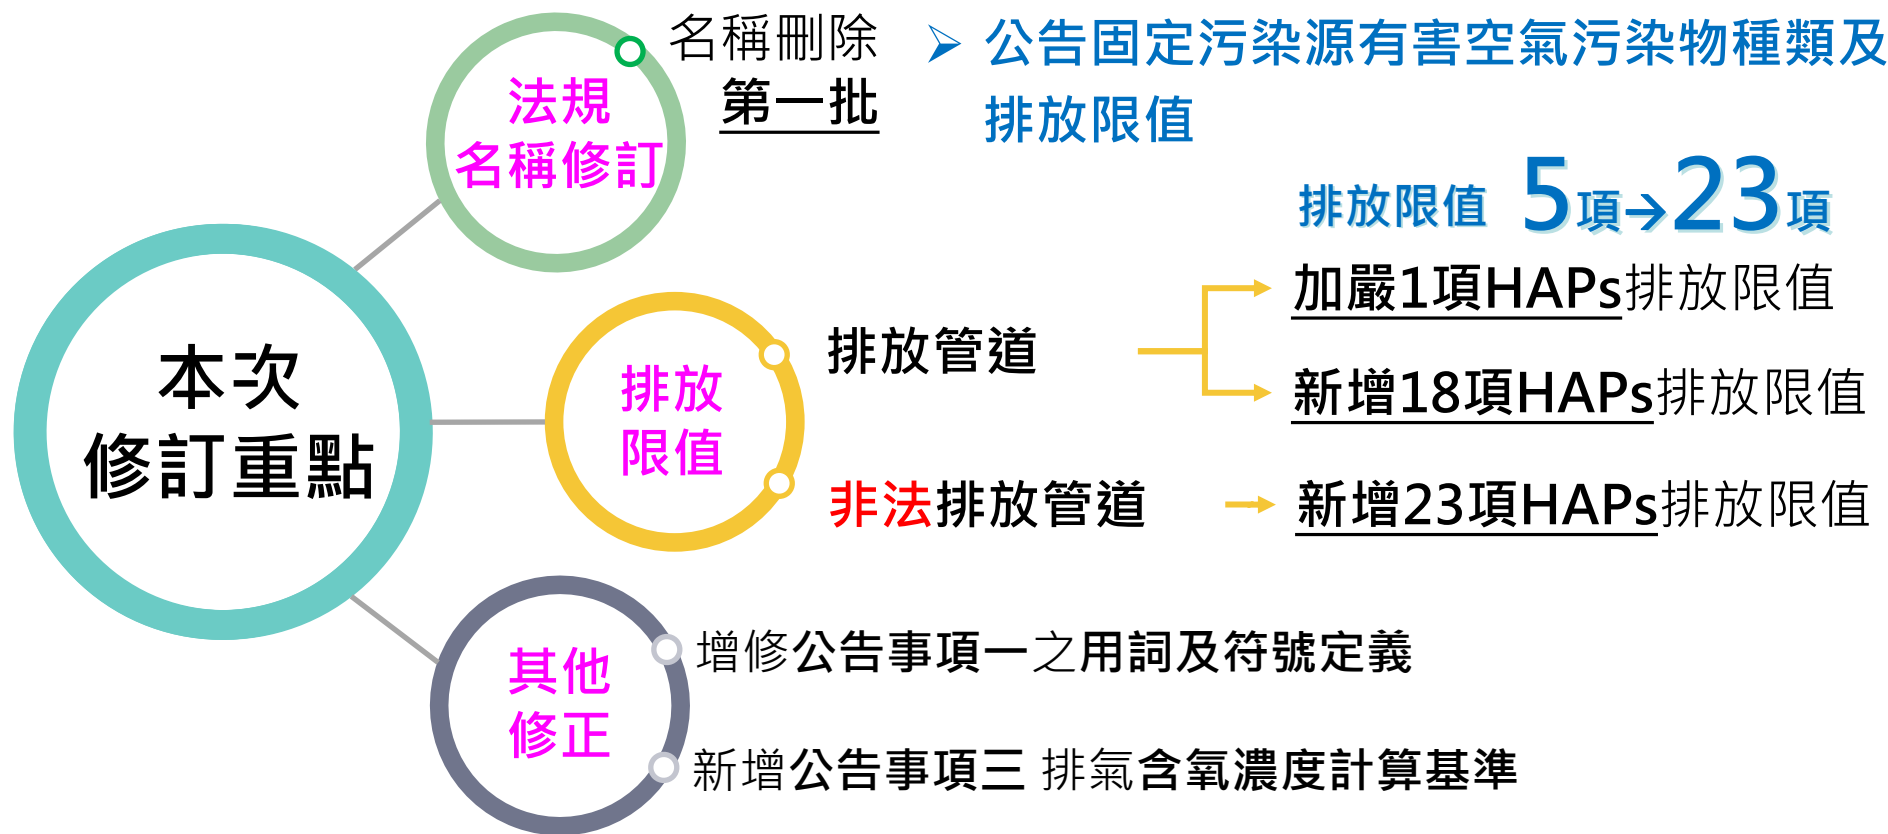 本次
修訂重點
法規
名稱修訂
名稱刪除
第一批
➢ 公告固定污染源有害空氣污染物種類及
排放限值
排放限值 5項→23項
排放
限值
排放管道
加嚴1項HAPs排放限值
新增18項HAPs排放限值
非法排放管道
新增23項HAPs排放限值
其他
修正
增修公告事項一之用詞及符號定義
新增公告事項三 排氣含氧濃度計算基準